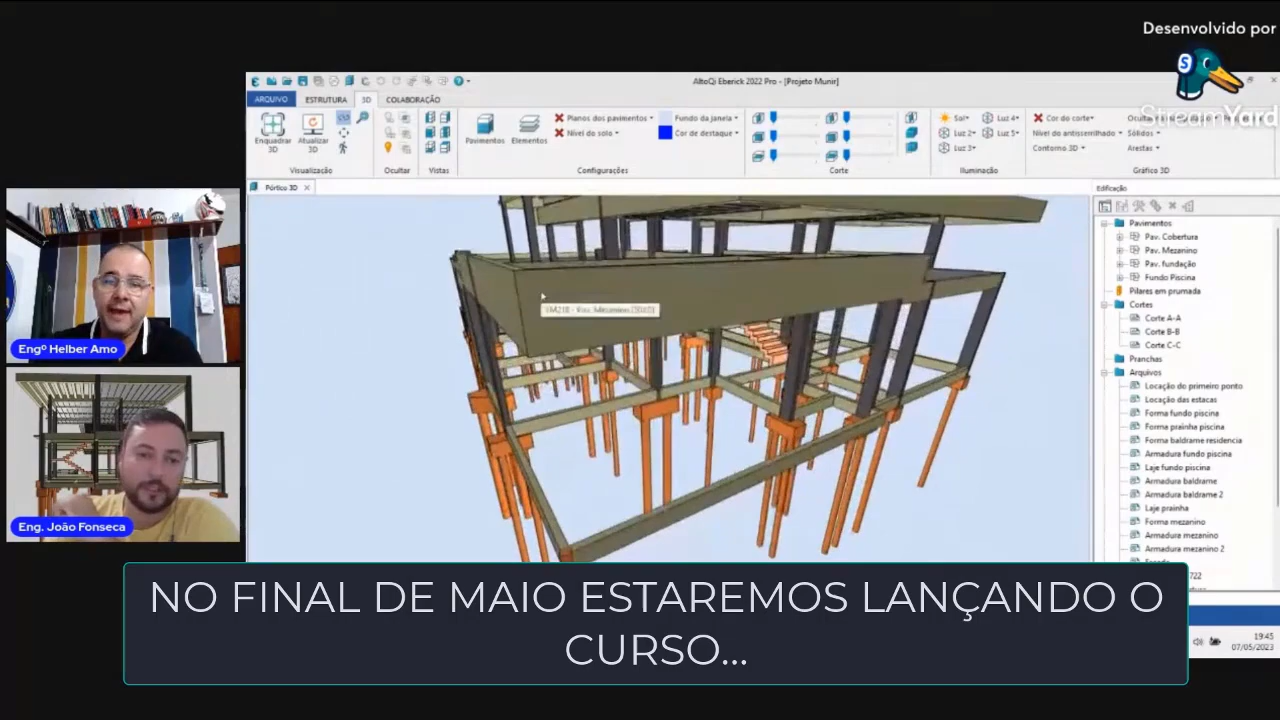 Desenvolvido por
StreamYard
AltoQi Eberick 2022 Pro - [Projeto Munir]
ARQUIVO ESTRUTURA 3D COLABORAÇÃO
Enquadrar 3D
Atualizar 3D
Pavimentos
Elementos
Planos dos pavimentos
Nível do solo
Fundo da janela
Cor de destaque
Sol
Luz 2
Luz 3
Luz 4
Luz 5
Cor do corte
Nível do antisserrilhado
Contorno 3D
Sólidos
Arestas
Visualização Ocultar Vistas Configurações Corte Iluminação Gráfico 3D
Pórtico 3D
Edificação
Pavimentos
Pav. Cobertura
Pav. Mezanino
Pav. fundação
Fundo Piscina
Pilares em prumada
Cortes
Corte A-A
Corte B-B
Corte C-C
Pranchas
Arquivos
Locação do primeiro ponto
Locação das estacas
Forma fundo piscina
Forma prainha piscina
Forma baldrame residencia
Armadura fundo piscina
Laje fundo piscina
Armadura baldrame
Armadura baldrame 2
Laje prainha
Forma mezanino
Armadura mezanino
Armadura mezanino 2
722
Engº Helber Amo
Eng. João Fonseca
NO FINAL DE MAIO ESTAREMOS LANÇANDO O
CURSO...
19:45
07/05/2023